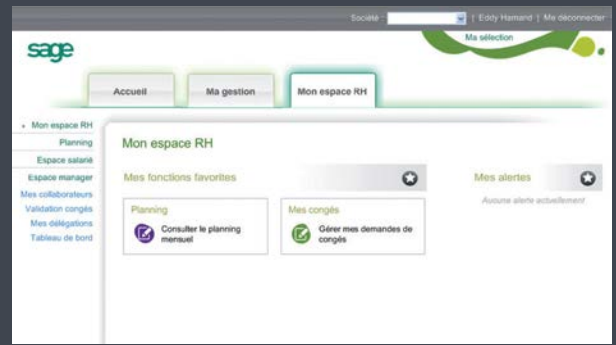 Société : | Eddy Hamand | Me déconnecter
Ma sélection
sage
Accueil
Ma gestion
Mon espace RH
Mon espace RH
Planning
Espace salarié
Espace manager
Mes collaborateurs
Validation congés
Mes délégations
Tableau de bord
Mon espace RH
Mes fonctions favorites
Planning
Consulter le planning
mensuel
Mes congés
Gérer mes demandes de
congés
Mes alertes
Aucune alerte actuellement